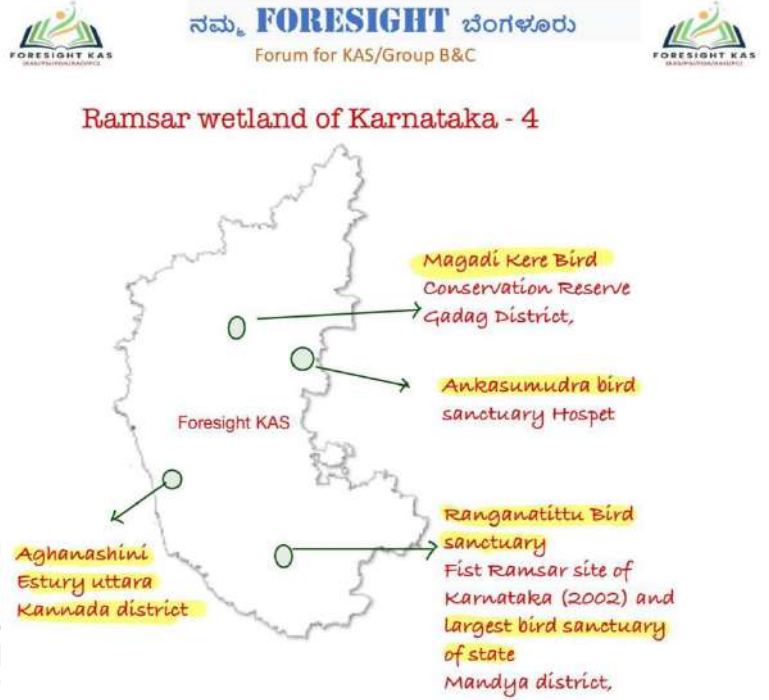 ನಮ್ಮ FORESIGHT ಬೆಂಗಳೂರು
Forum for KAS/Group B&C
FORESIGHT KAS
FORESIGHT KAS
Ramsar wetland of Karnataka - 4
Magadi Kere Bird
Conservation Reserve
Gadag District,
Ankasumudra bird
sanctuary Hospet
Foresight KAS
Ranganatittu Bird
sanctuary
Fist Ramsar site of
Karnataka (2002) and
largest bird sanctuary
of state
Mandya district,
Aghanashini
Estury uttara
Kannada district